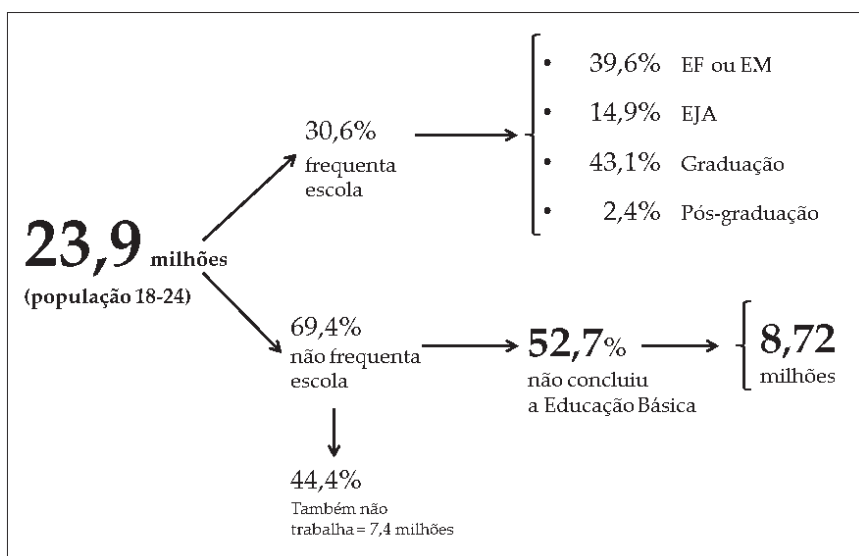 23,9 milhões
(população 18-24)
30,6%
frequenta
escola
• 39,6% EF ou EM
• 14,9% EJA
• 43,1% Graduação
• 2,4% Pós-graduação
69,4%
não frequenta
escola
52,7%
não concluiu
a Educação Básica
8,72
milhões
44,4%
Também não
trabalha = 7,4 milhões